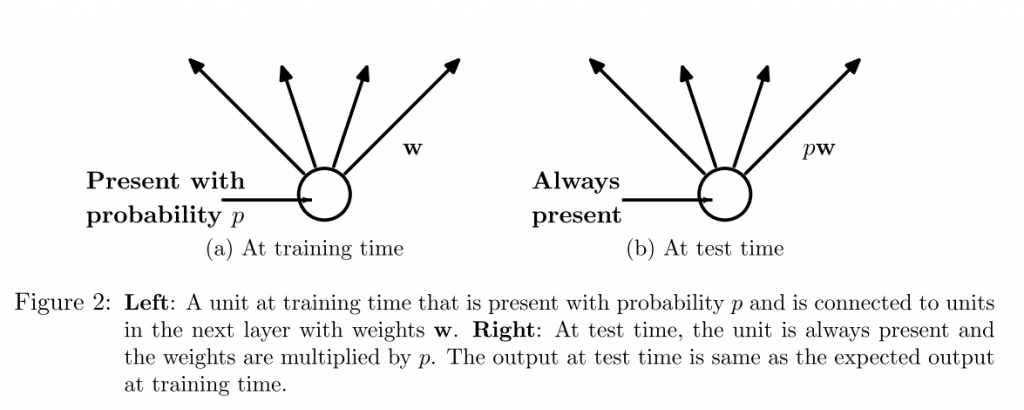 w
pw
Present with
probability p
Always
present
(a) At training time
(b) At test time
Figure 2: Left: A unit at training time that is present with probability p and is connected to units
in the next layer with weights w. Right: At test time, the unit is always present and
the weights are multiplied by p. The output at test time is same as the expected output
at training time.